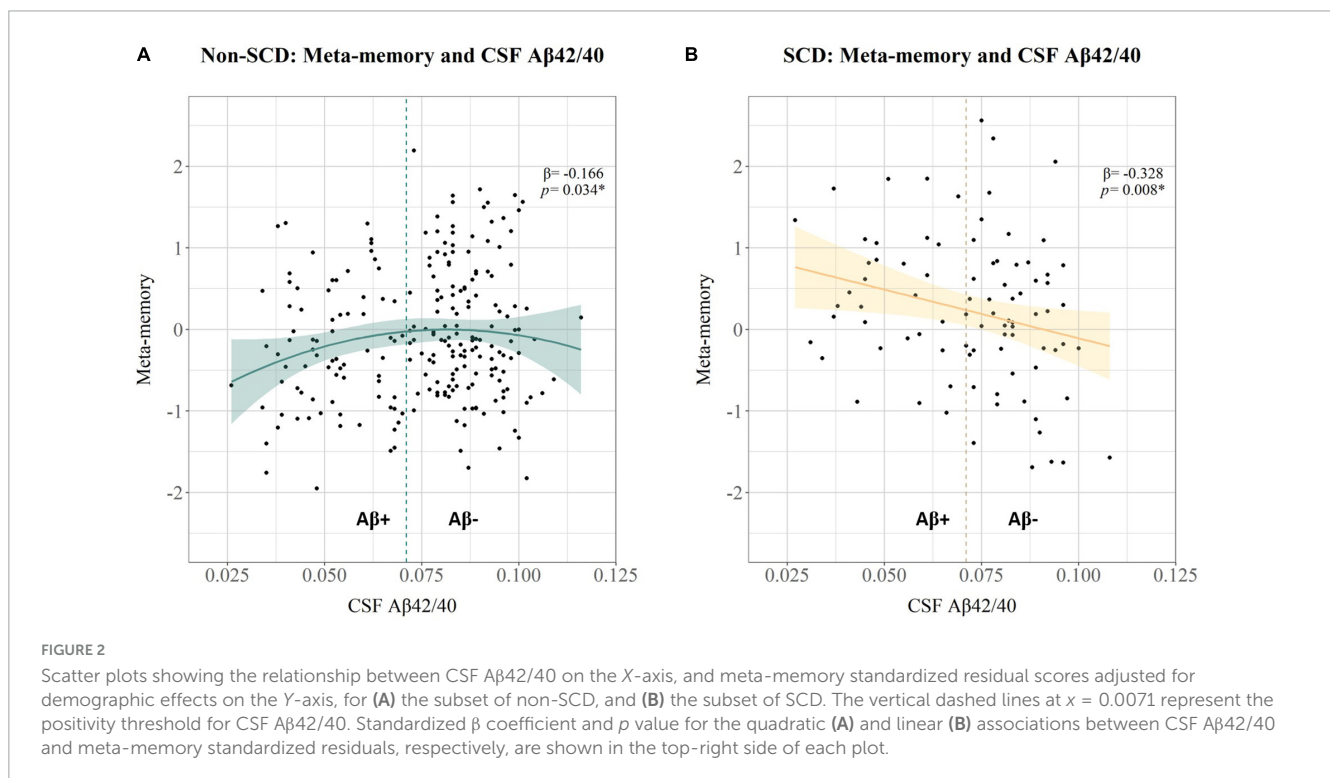 A Non-SCD: Meta-memory and CSF Aβ42/40
2
1
0
-1
-2
Meta-memory
β= -0.166
p= 0.034*
Aβ+ Aβ-
0.025 0.050 0.075 0.100 0.125
CSF Aβ42/40
B SCD: Meta-memory and CSF Aβ42/40
2
1
0
-1
-2
Meta-memory
β= -0.328
p= 0.008*
Aβ+ Aβ-
0.025 0.050 0.075 0.100 0.125
CSF Aβ42/40
FIGURE 2
Scatter plots showing the relationship between CSF Aβ42/40 on the X-axis, and meta-memory standardized residual scores adjusted for
demographic effects on the Y-axis, for (A) the subset of non-SCD, and (B) the subset of SCD. The vertical dashed lines at x = 0.0071 represent the
positivity threshold for CSF Aβ42/40. Standardized β coefficient and p value for the quadratic (A) and linear (B) associations between CSF Aβ42/40
and meta-memory standardized residuals, respectively, are shown in the top-right side of each plot.